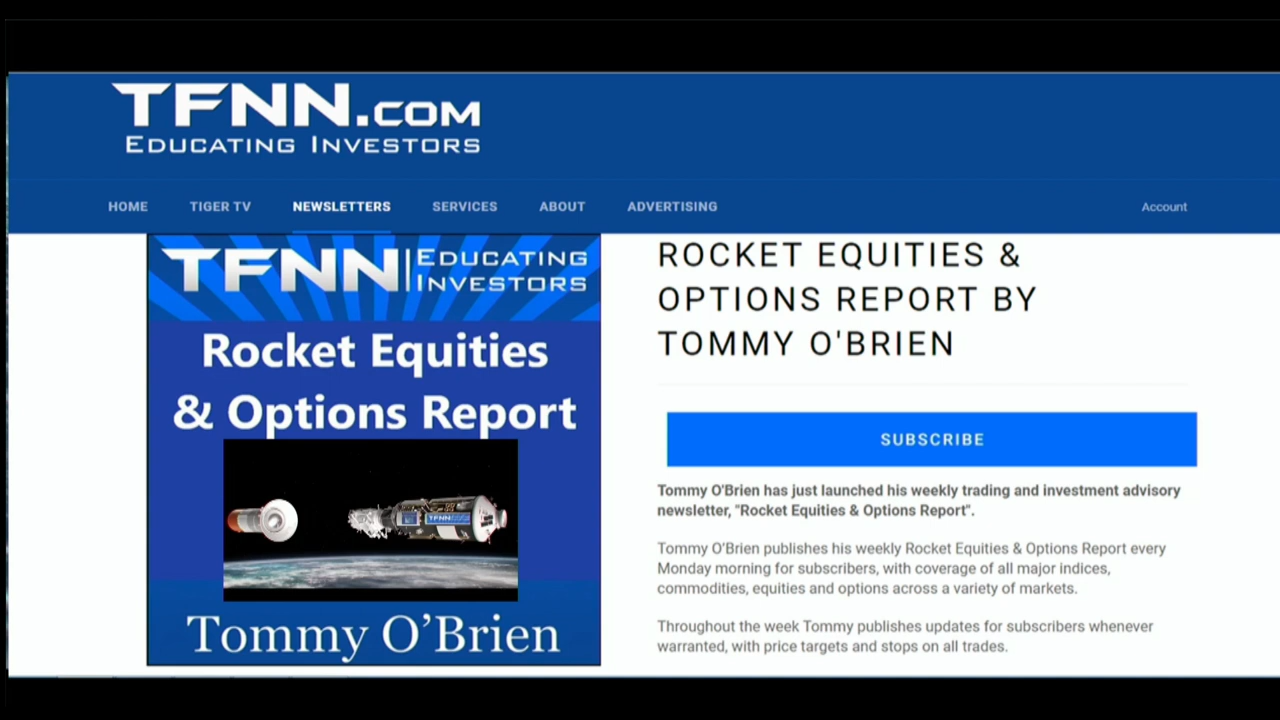 TFNN.COM
EDUCATING INVESTORS
HOME TIGER TV NEWSLETTERS SERVICES ABOUT ADVERTISING Account
TFNN EDUCATING
INVESTORS
Rocket Equities
& Options Report
TFNN
Tommy O’Brien
ROCKET EQUITIES &
OPTIONS REPORT BY
TOMMY O'BRIEN
SUBSCRIBE
Tommy O'Brien has just launched his weekly trading and investment advisory
newsletter, "Rocket Equities & Options Report".
Tommy O’Brien publishes his weekly Rocket Equities & Options Report every
Monday morning for subscribers, with coverage of all major indices,
commodities, equities and options across a variety of markets.
Throughout the week Tommy publishes updates for subscribers whenever
warranted, with price targets and stops on all trades.